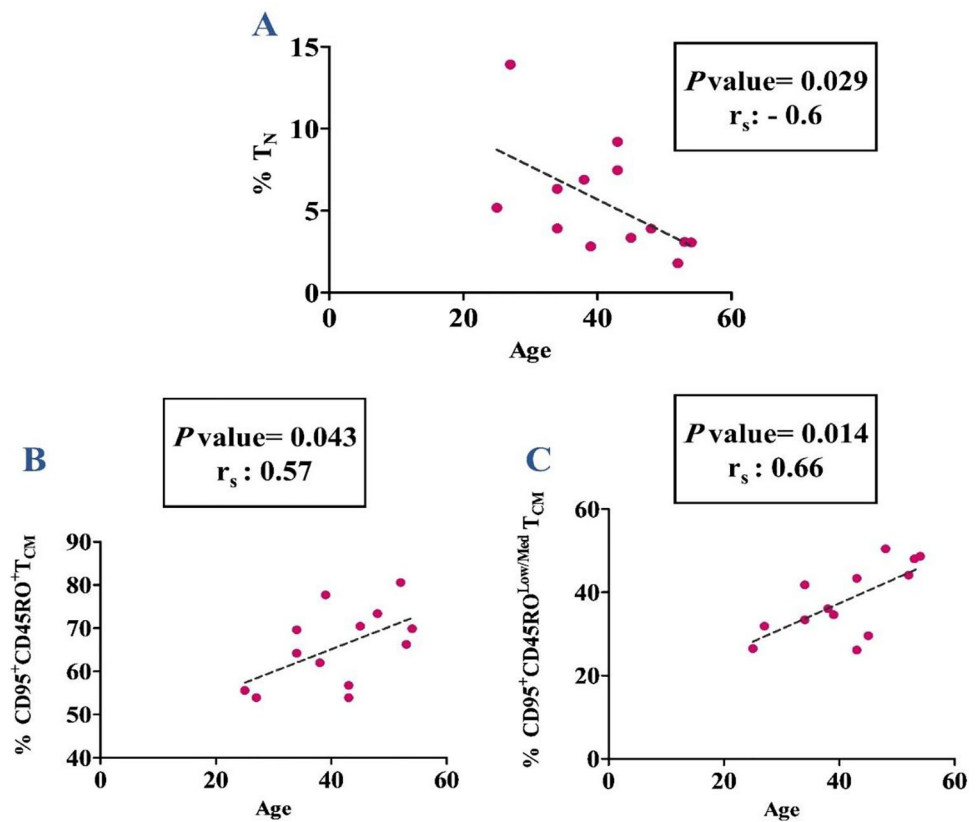 A
P value= 0.029
rs: - 0.6
% TN
15
10
5
0
0 20 40 60
Age
B
P value= 0.043
rs : 0.57
% CD95+CD45RO+TCM
90
80
70
60
50
40
0 20 40 60
Age
C
P value= 0.014
rs : 0.66
% CD95+CD45ROLow/Med TCM
60
40
20
0
0 20 40 60
Age